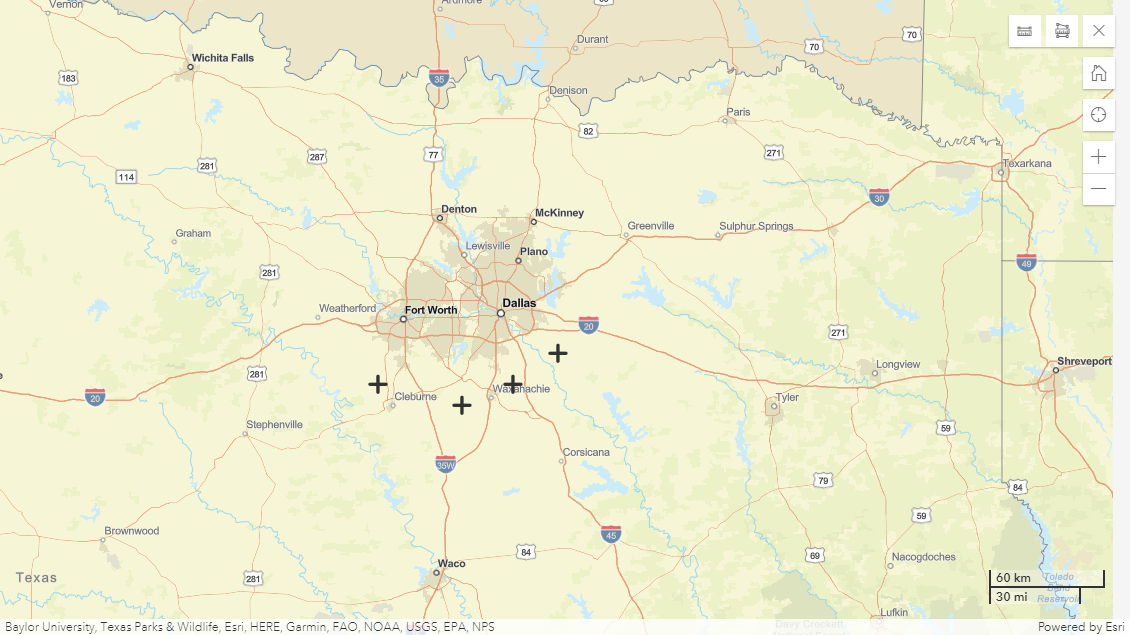 Vernon
Ardmore
Durant
70
70
Wichita Falls
183
35
Denison
Paris
82
287
77
271
281
114
Texarkana
30
Denton
McKinney
Graham
Greenville
Sulphur Springs
Lewisville
Plano
49
281
Weatherford
Fort Worth
Dallas
20
271
281
Longview
Shreveport
20
Waxahachie
Cleburne
Tyler
Stephenville
59
Corsicana
35W
79
84
59
Brownwood
45
84
69
Nacogdoches
Waco
Texas
281
60 km
30 mi
Toledo
Bend
Reservoir
Lufkin
Davy Crockett
National Forest
Baylor University, Texas Parks & Wildlife, Esri, HERE, Garmin, FAO, NOAA, USGS, EPA, NPS
Powered by Esri